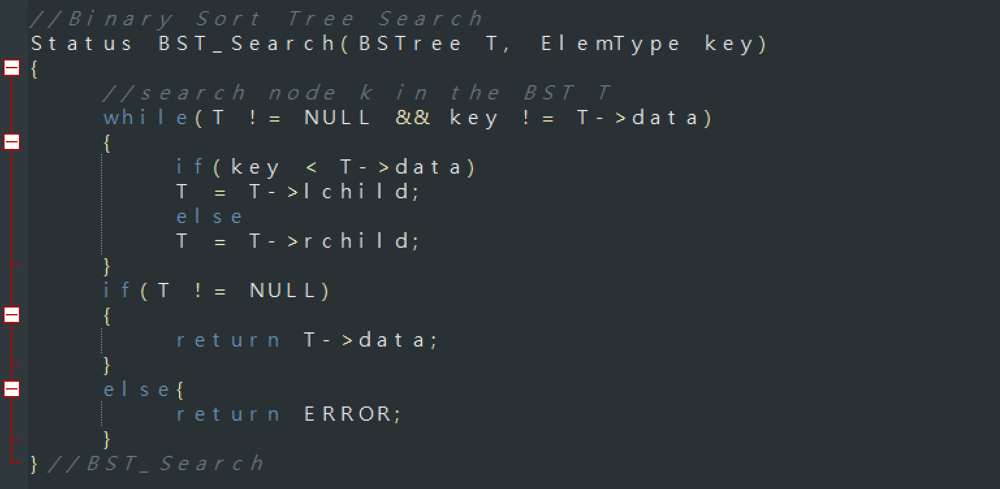 //Binary Sort Tree Search
Status BST_Search(BSTree T, ElemType key)
{
//search node k in the BST T
while(T != NULL && key != T->data)
{
if(key < T->data)
T = T->lchild;
else
T = T->rchild;
}
if(T != NULL)
{
return T->data;
}
else{
return ERROR;
}
}//BST_Search